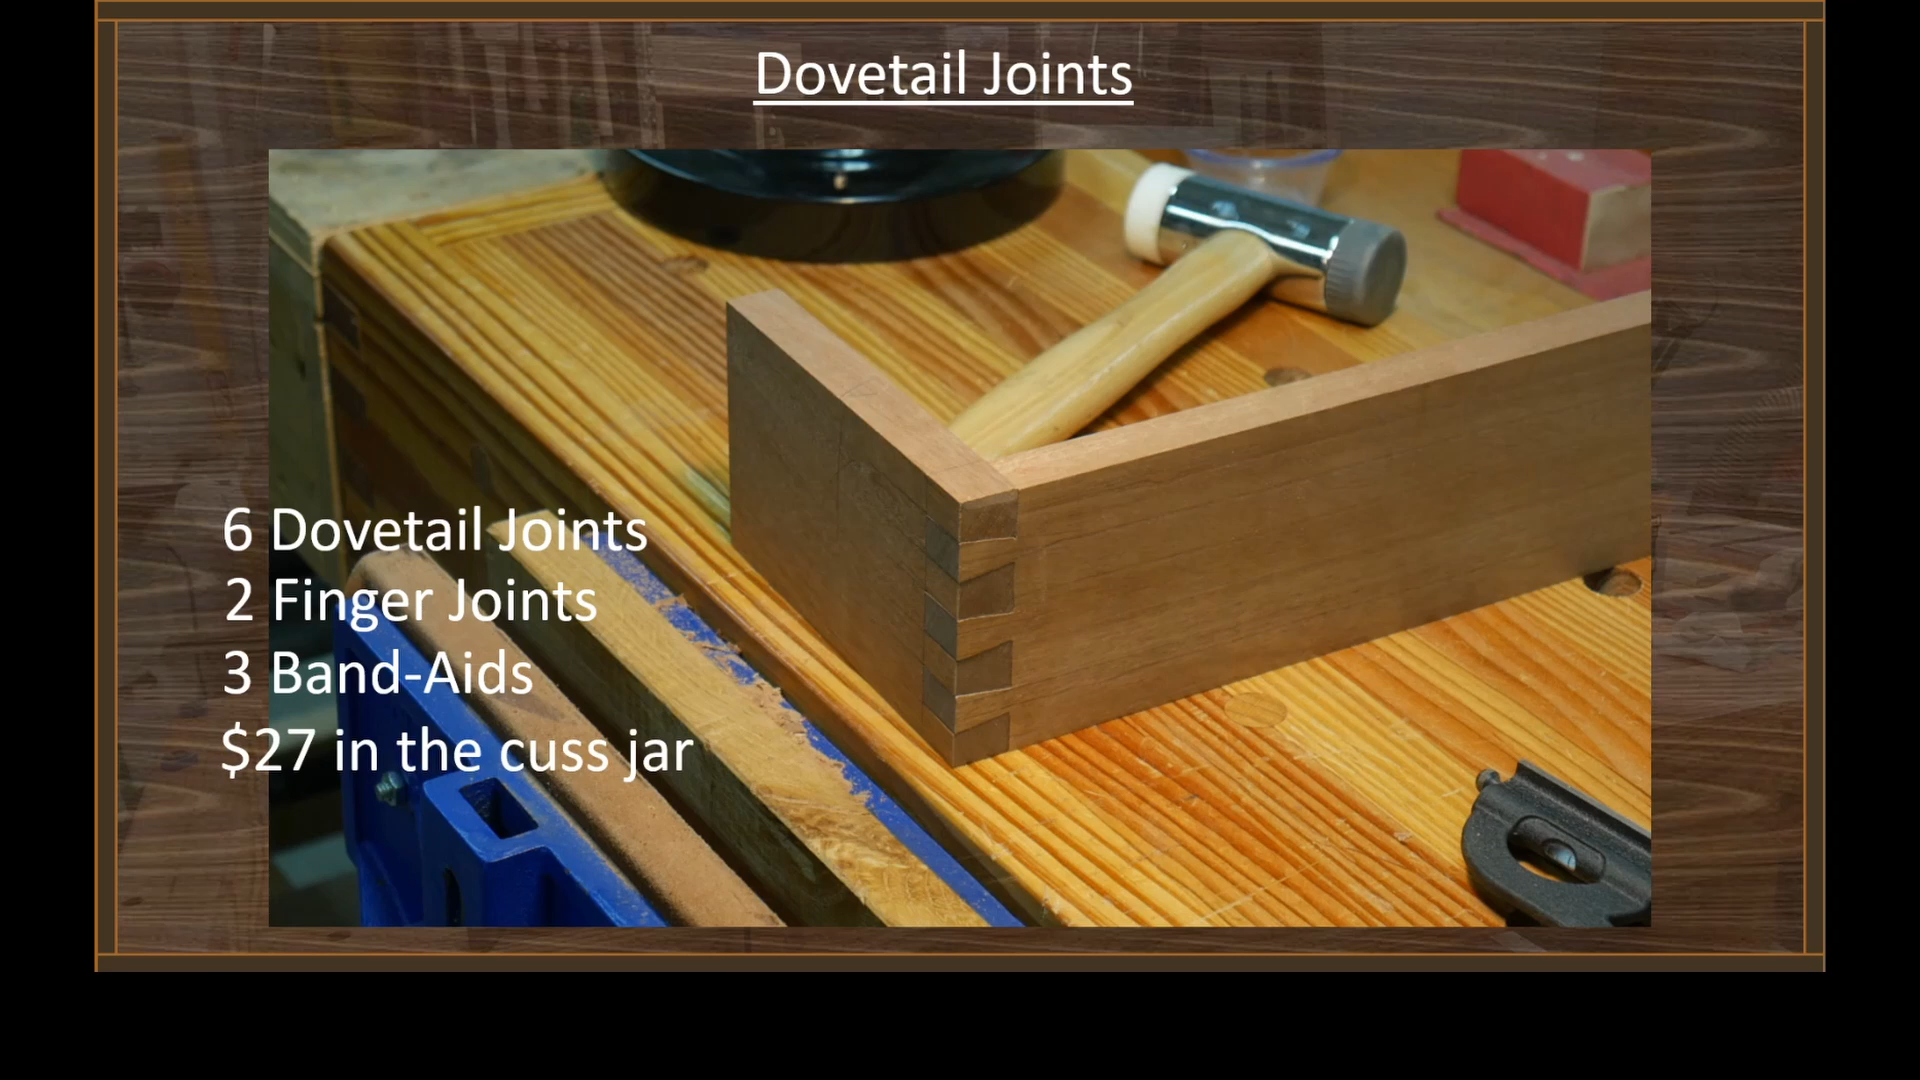 Dovetail Joints
6 Dovetail Joints
2 Finger Joints
3 Band-Aids
$27 in the cuss jar